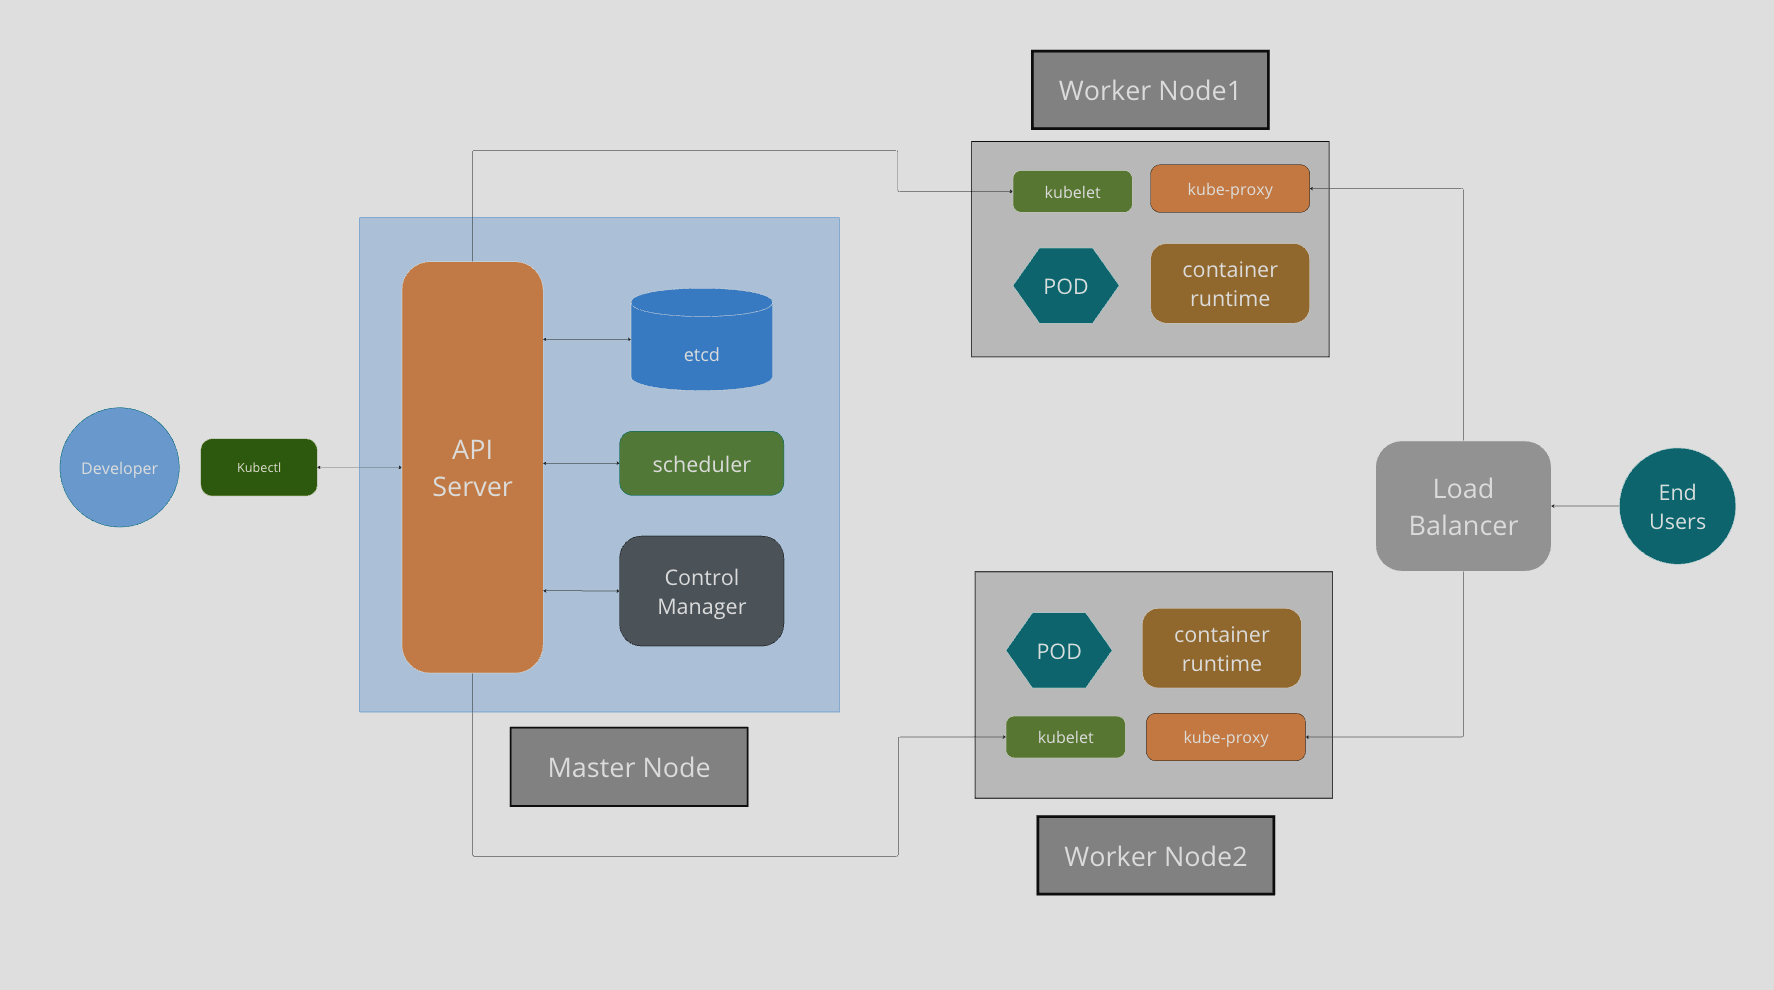 Worker Node1
kubelet
kube-proxy
POD
container
runtime
etcd
API
Server
scheduler
Control
Manager
Developer
Kubectl
Load
Balancer
End
Users
POD
container
runtime
kubelet
kube-proxy
Master Node
Worker Node2